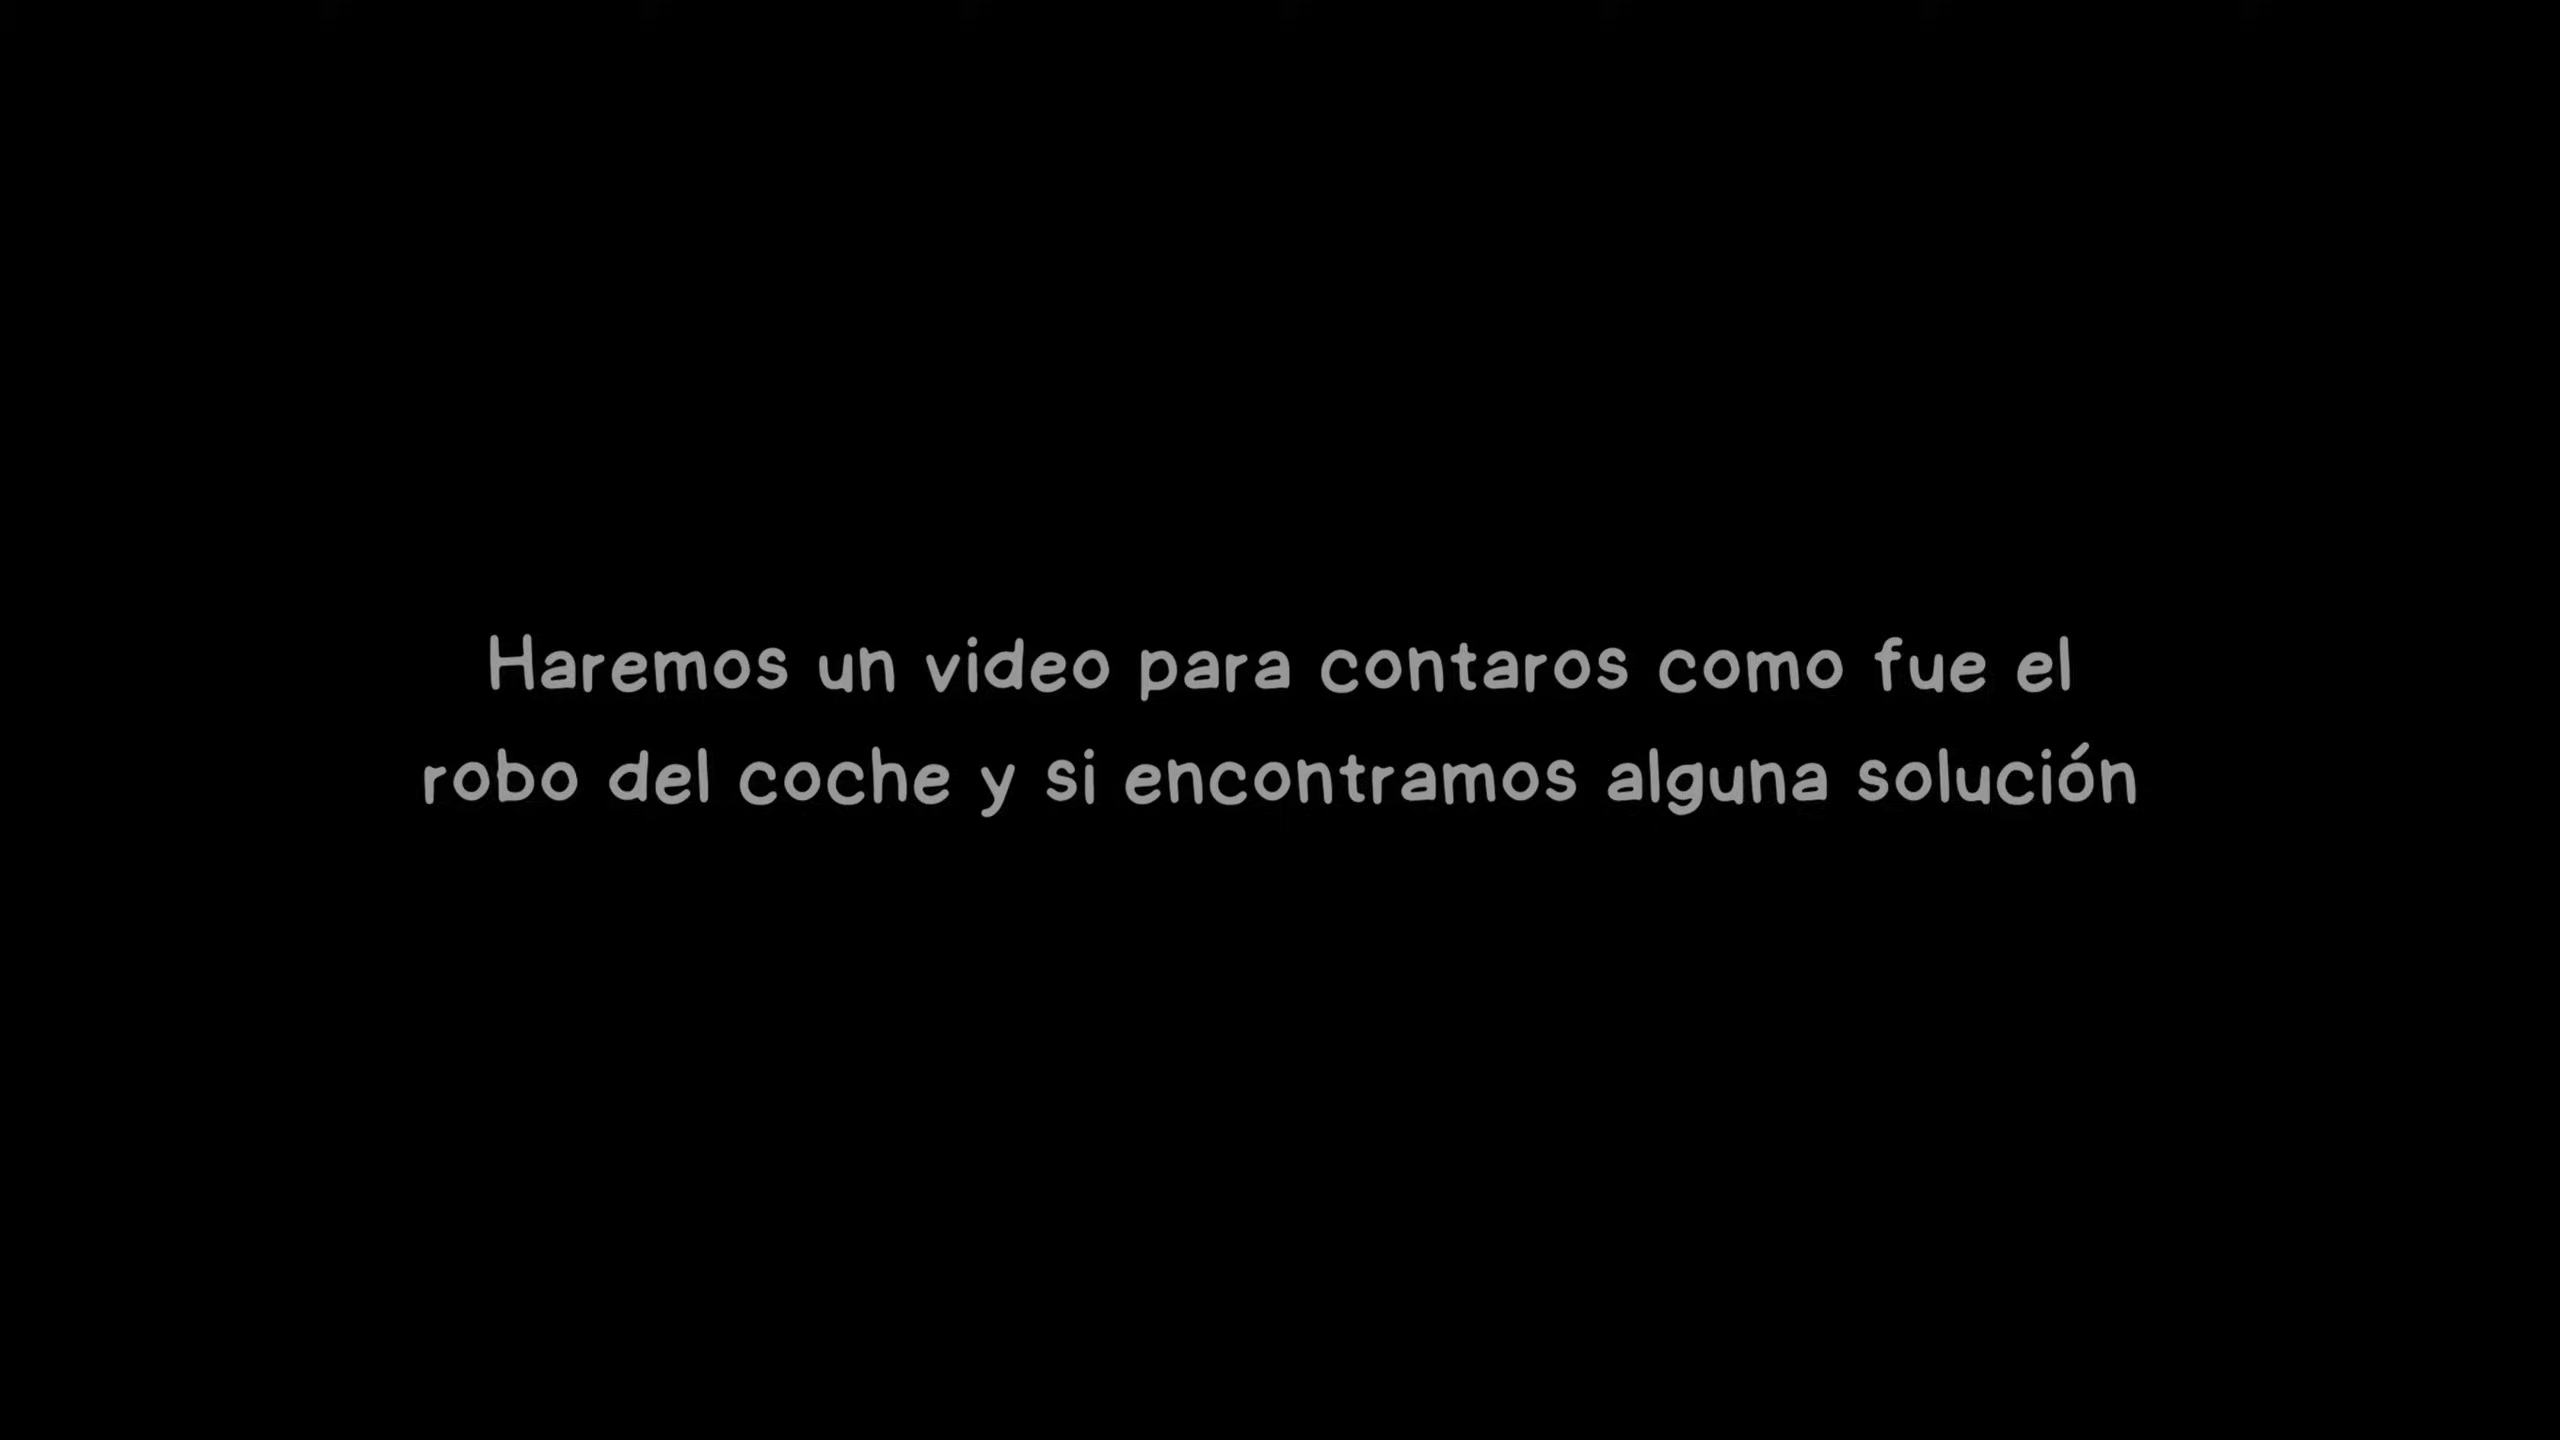 Haremos un video para contaros como fue el
robo del coche y si encontramos alguna solución